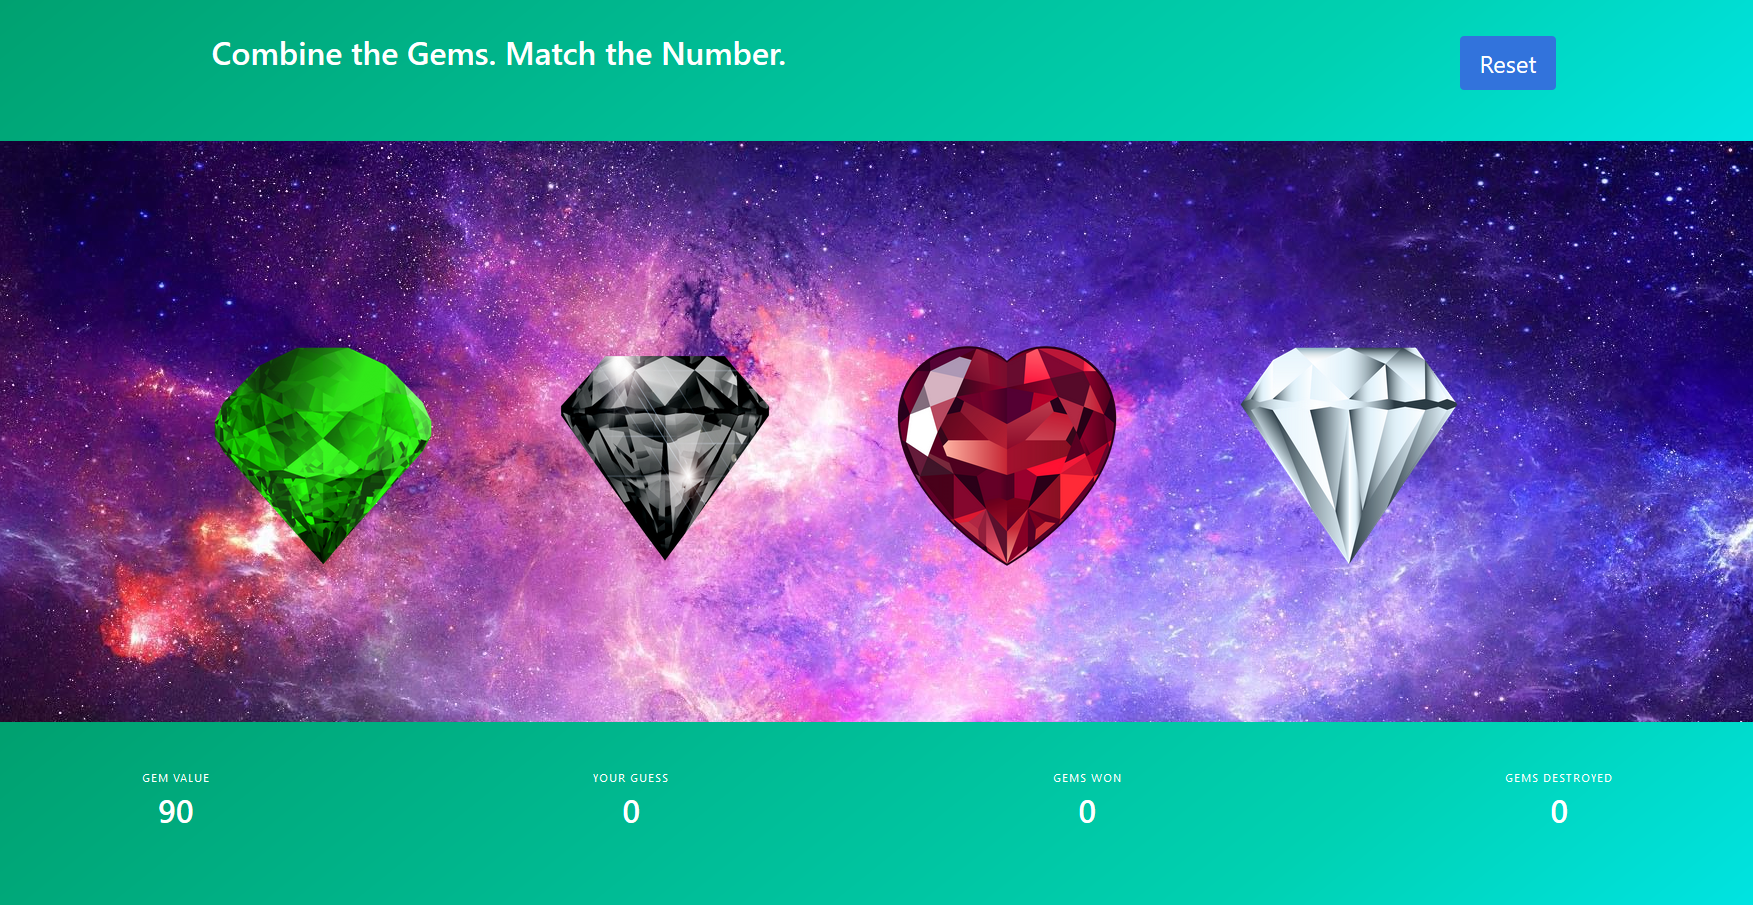 Combine the Gems. Match the Number.
Reset
GEM VALUE
90
YOUR GUESS
0
GEMS WON
0
GEMS DESTROYED
0